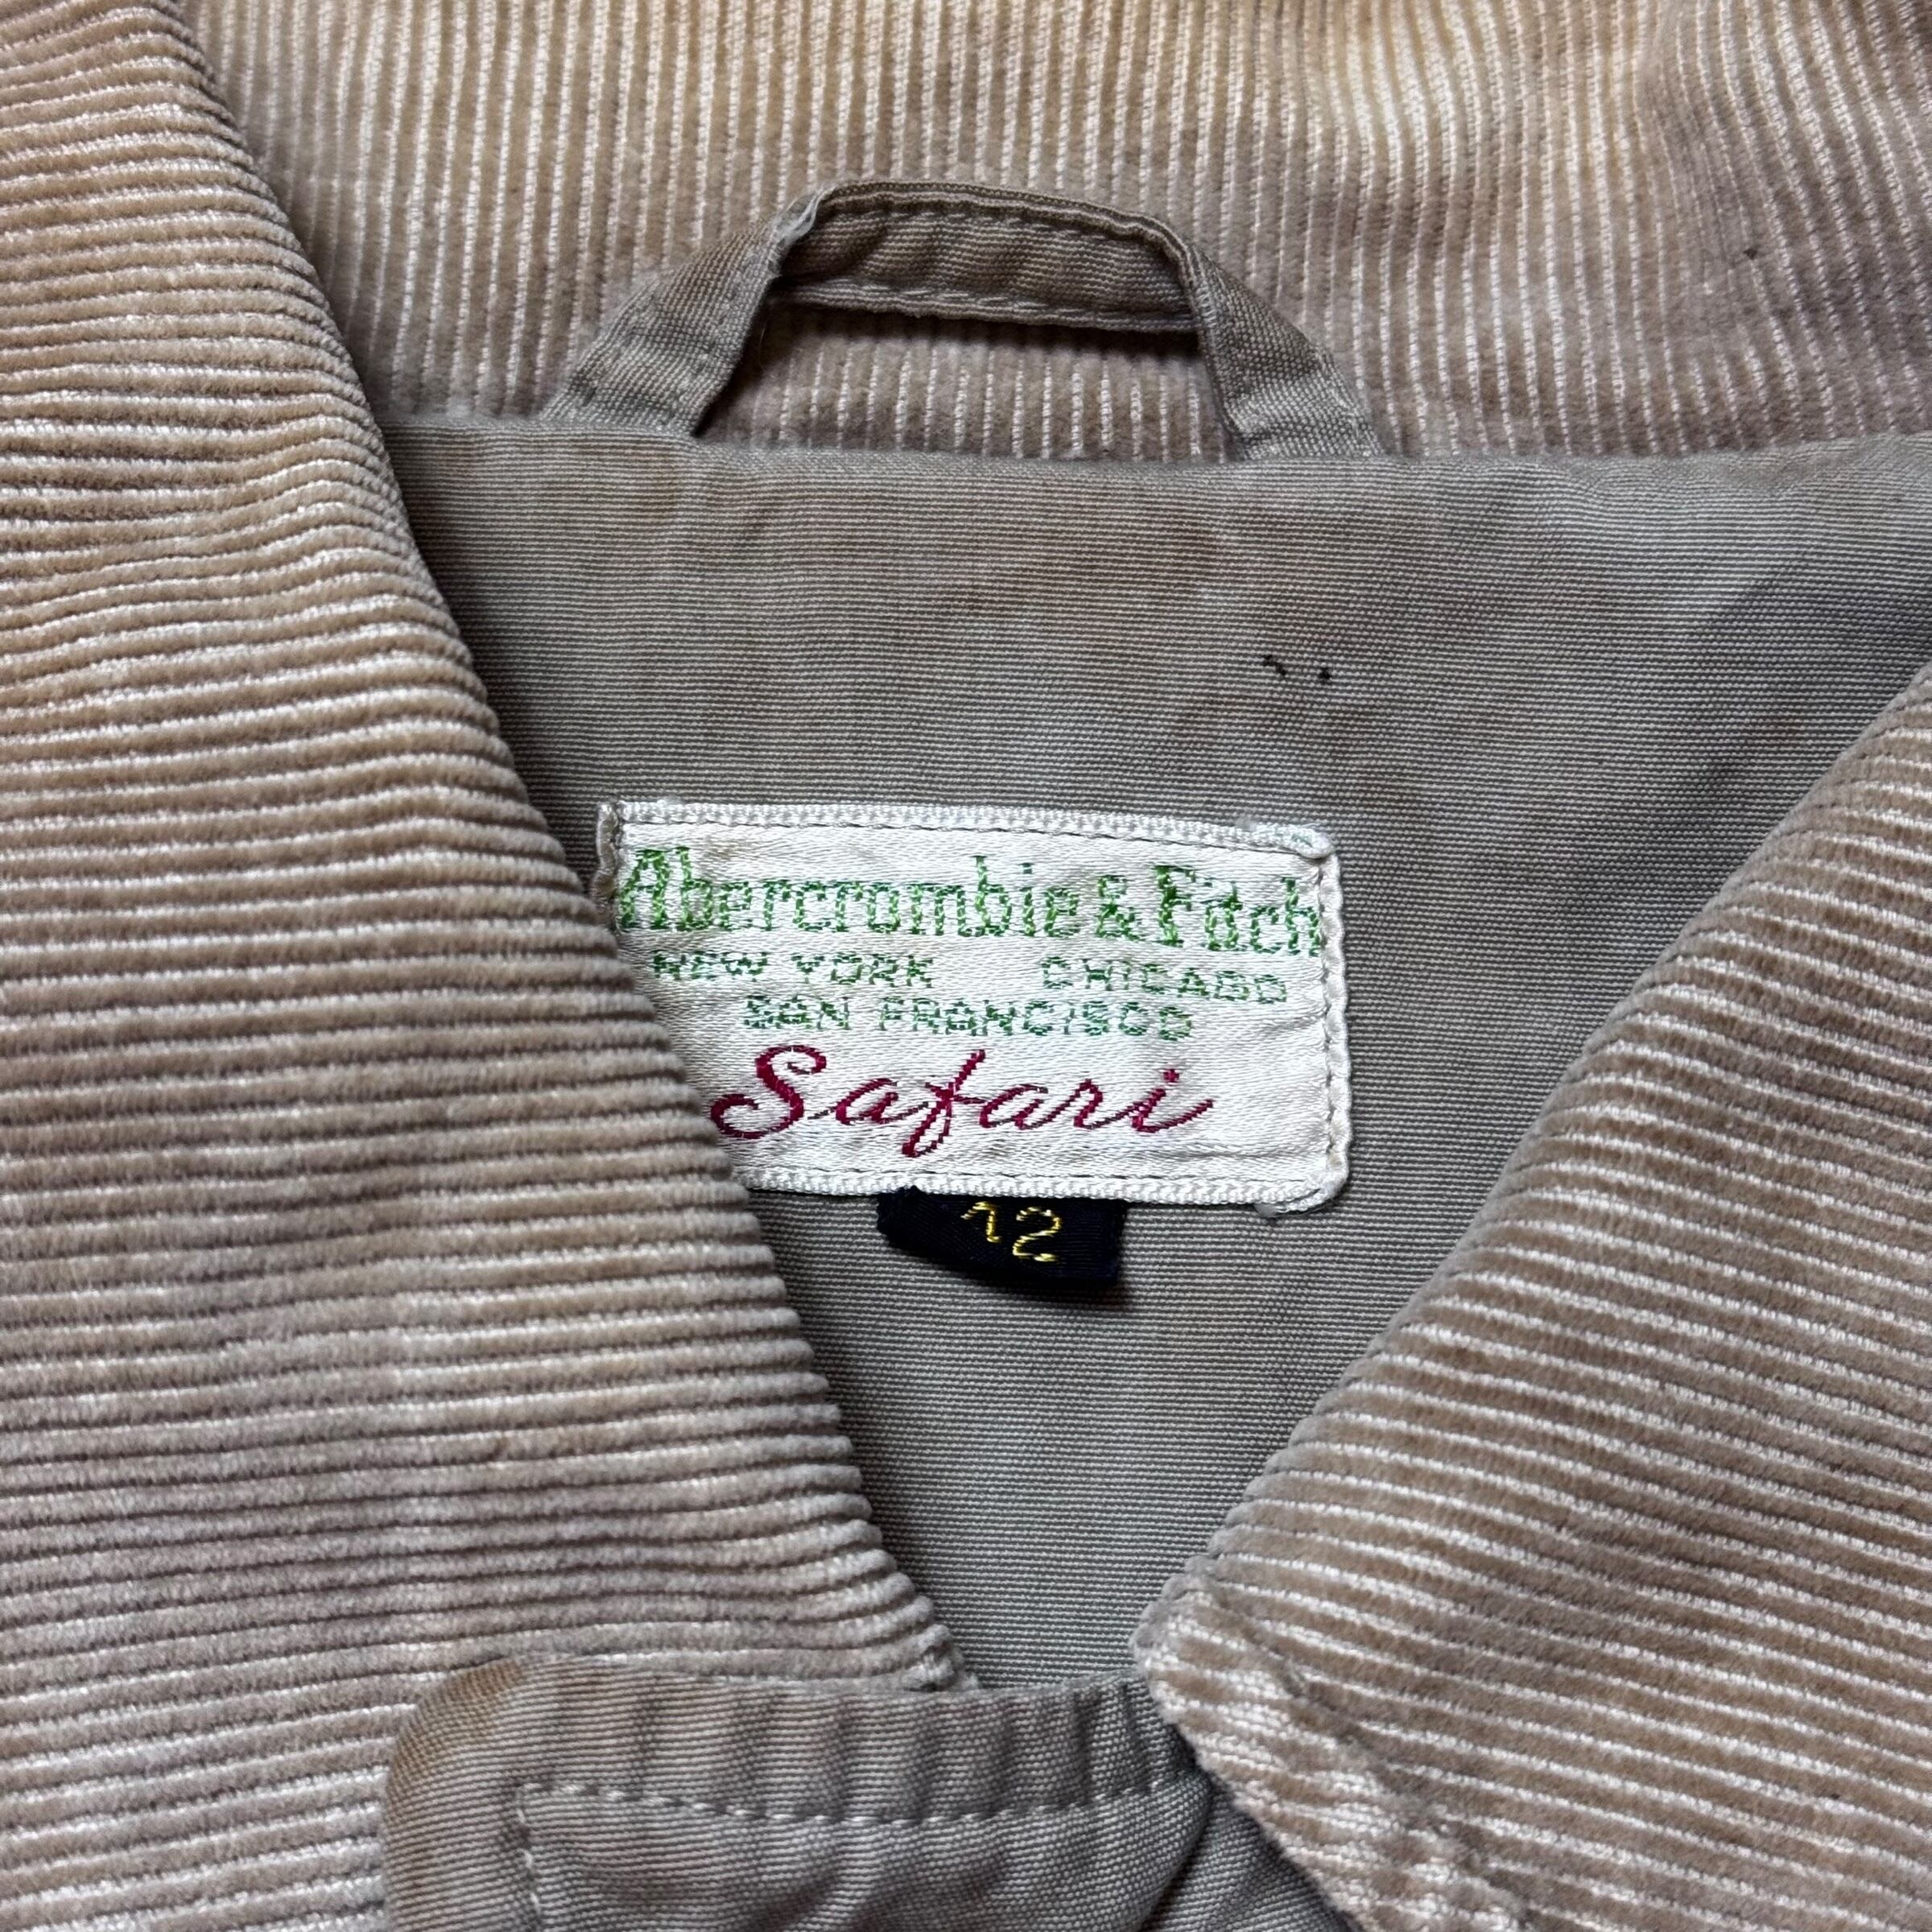 Abercrombie & Fitch
NEW YORK CHICAGO
SAN FRANCISCO
Safari
12